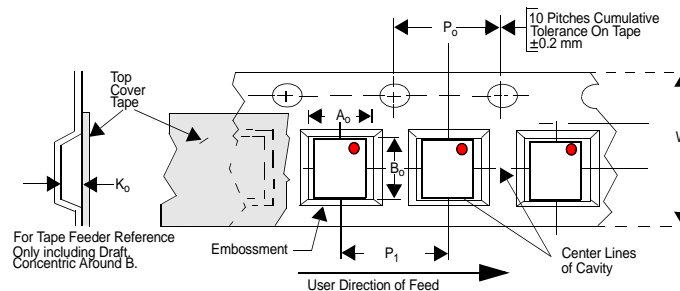 10 Pitches Cumulative
Tolerance On Tape
±0.2 mm
Po
Top
Cover
Tape
Ao
Bo
Ko
W
For Tape Feeder Reference
Only including Draft.
Concentric Around B.
Embossment
P1
Center Lines
of Cavity
User Direction of Feed